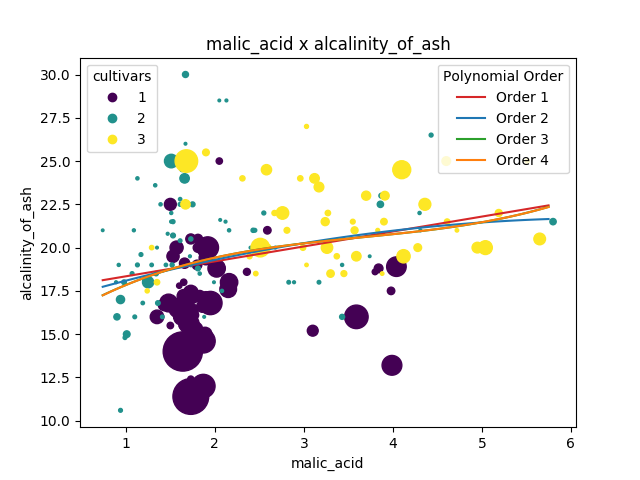 malic_acid x alcalinity_of_ash
cultivars
1
2
3
Polynomial Order
Order 1
Order 2
Order 3
Order 4
30.0
27.5
25.0
22.5
20.0
17.5
15.0
12.5
10.0
alcalinity_of_ash
1 2 3 4 5 6
malic_acid